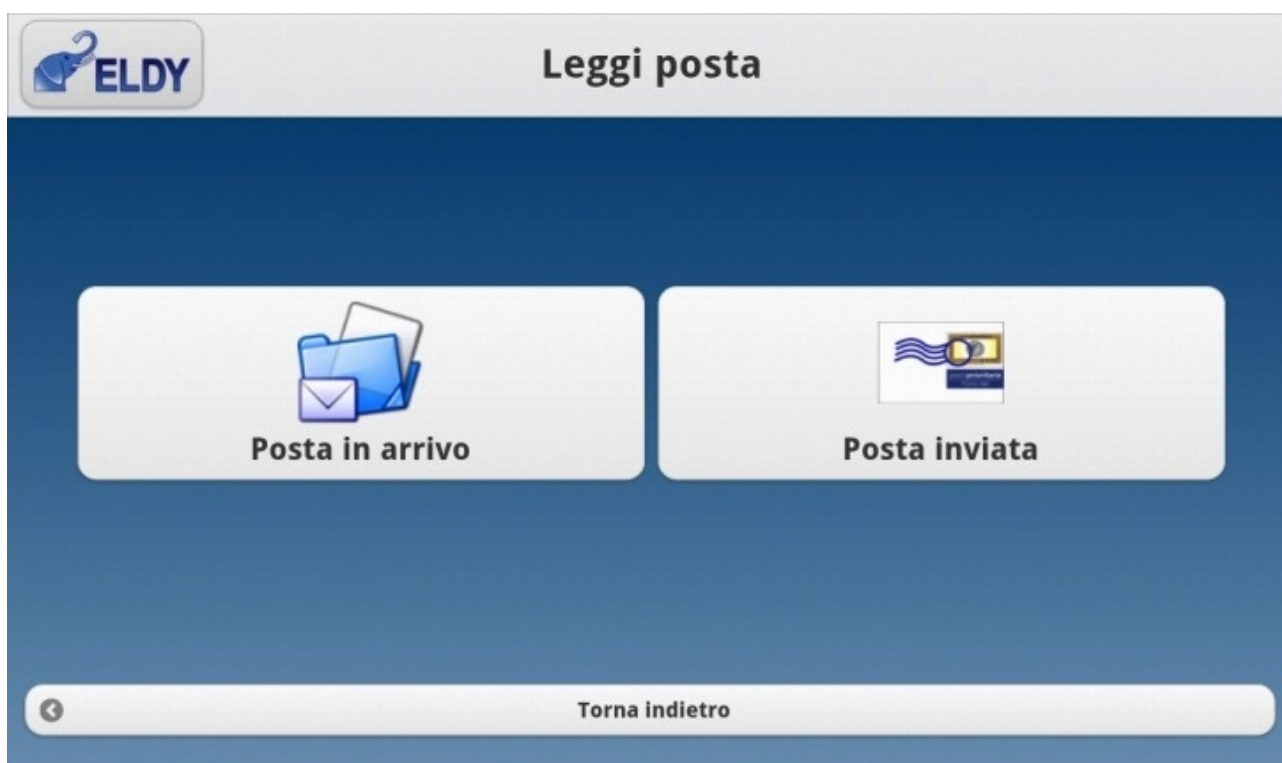 ELDY
Leggi posta
Posta in arrivo
Posta inviata
Torna indietro